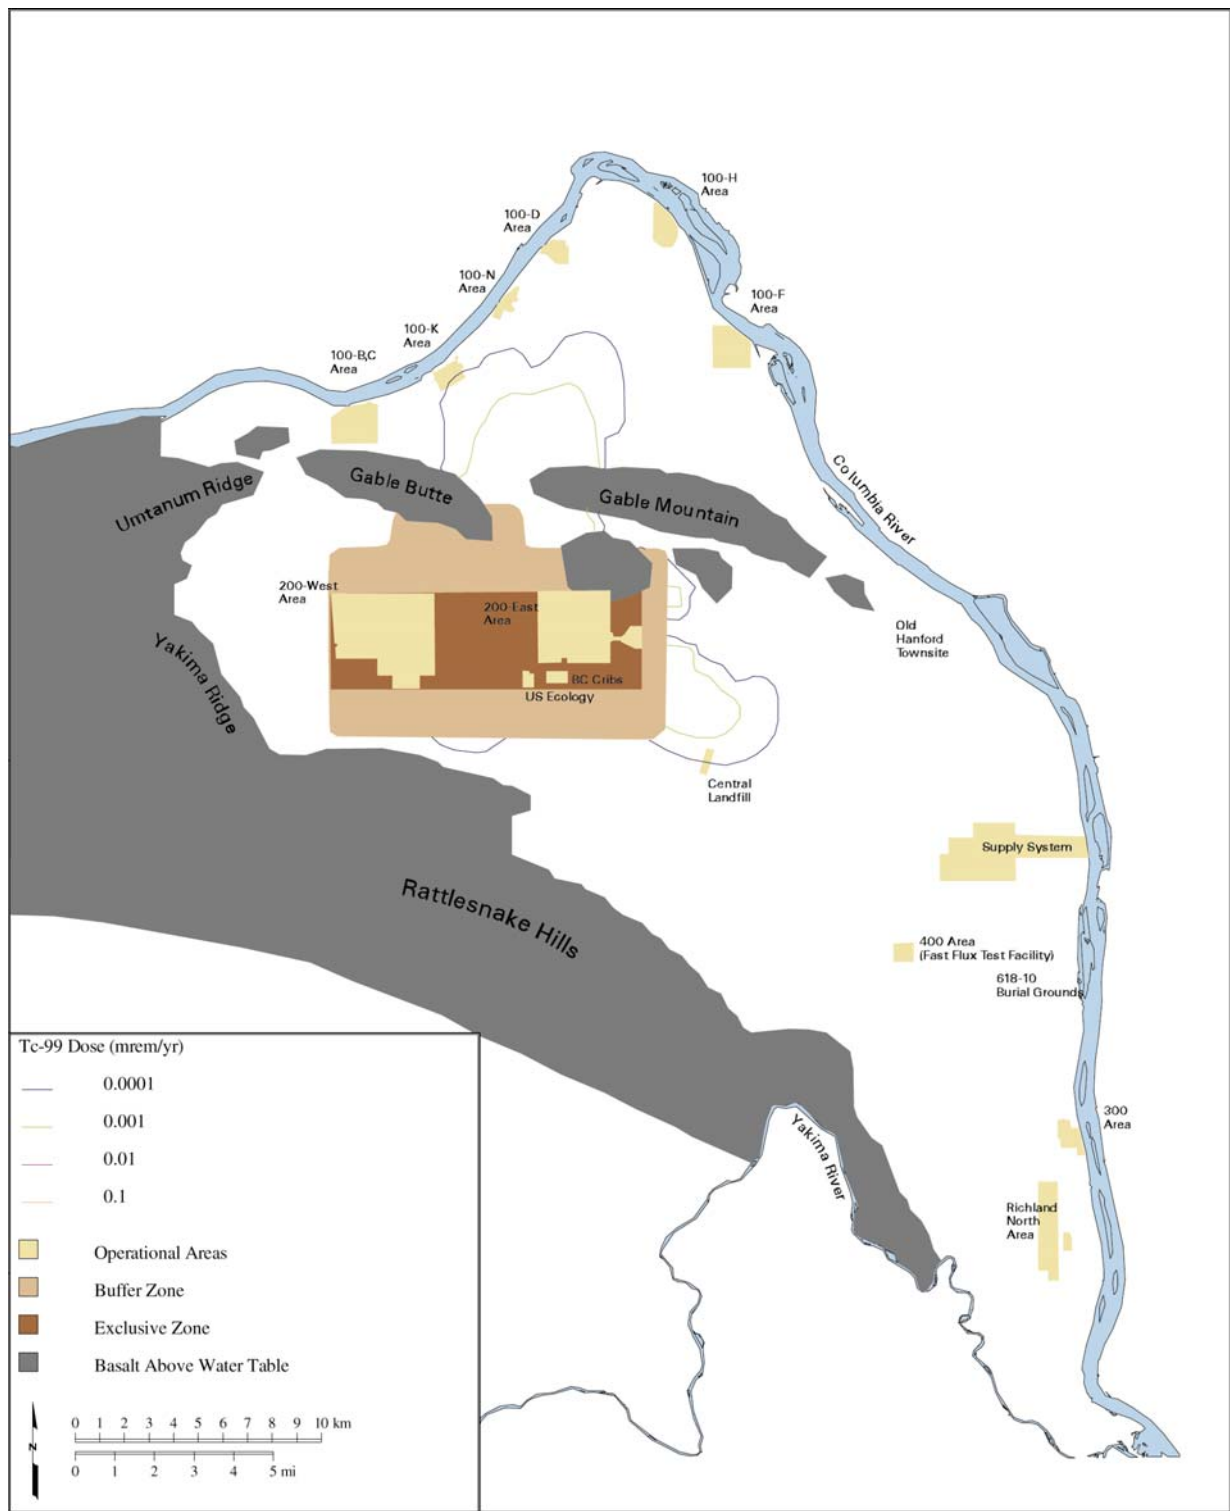 100-H
Area
100-D
Area
100-N
Area
100-F
Area
100-K
Area
100-B,C
Area
Columbia River
Umtanum Ridge
Gable Butte
Gable Mountain
200-West
Area
200-East
Area
Old
Hanford
Townsite
Yakima Ridge
BC Cribs
US Ecology
Central
Landfill
Supply System
Rattlesnake Hills
400 Area
(Fast Flux Test Facility)
618-10
Burial Grounds
300
Area
Yakima River
Richland
North
Area
Tc-99 Dose (mrem/yr)
0.0001
0.001
0.01
0.1
Operational Areas
Buffer Zone
Exclusive Zone
Basalt Above Water Table
N
0 1 2 3 4 5 6 7 8 9 10 km
0 1 2 3 4 5 mi